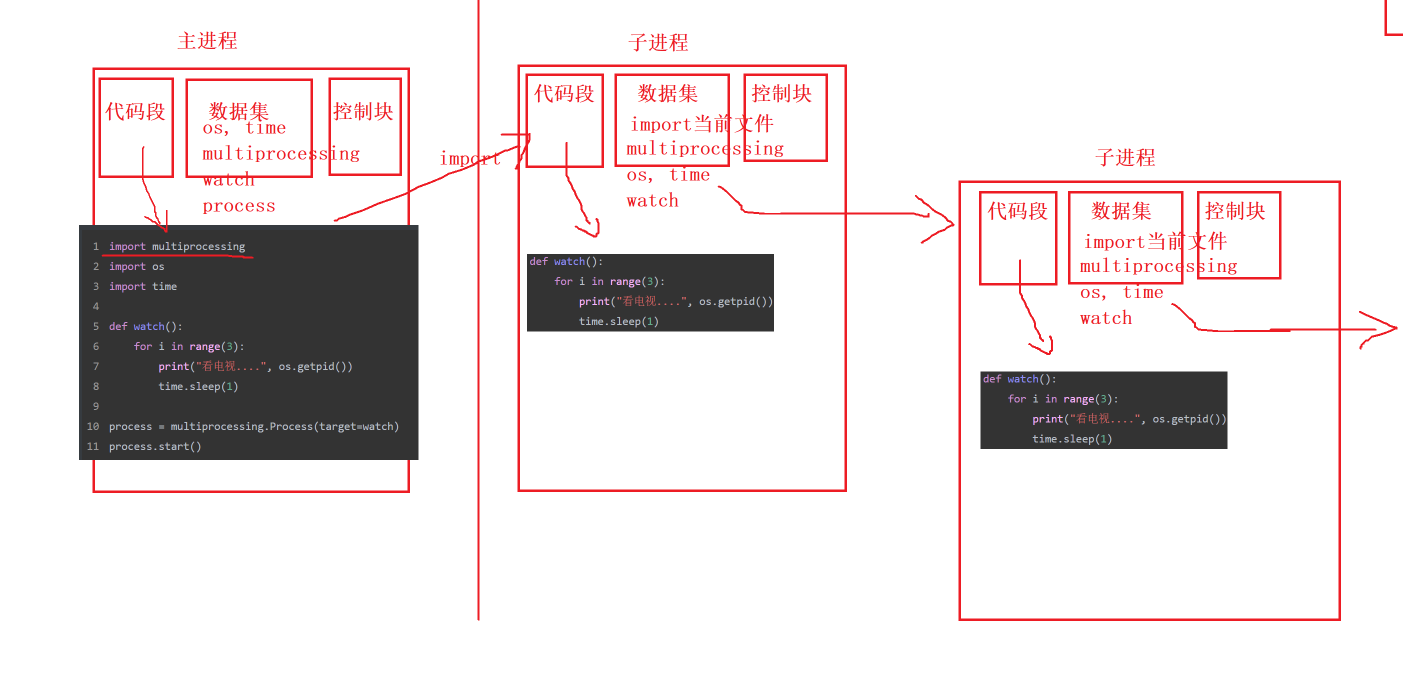 主进程
代码段
数据集
控制块
os, time
multiprocessing
watch
process
1 import multiprocessing
2 import os
3 import time
4
5 def watch():
6 for i in range(3):
7 print("看电视....", os.getpid())
8 time.sleep(1)
9
10 process = multiprocessing.Process(target=watch)
11 process.start()
import
子进程
代码段
数据集
控制块
import当前文件
multiprocessing
os, time
watch
def watch():
for i in range(3):
print("看电视....", os.getpid())
time.sleep(1)
子进程
代码段
数据集
控制块
import当前文件
multiprocessing
os, time
watch
def watch():
for i in range(3):
print("看电视....", os.getpid())
time.sleep(1)